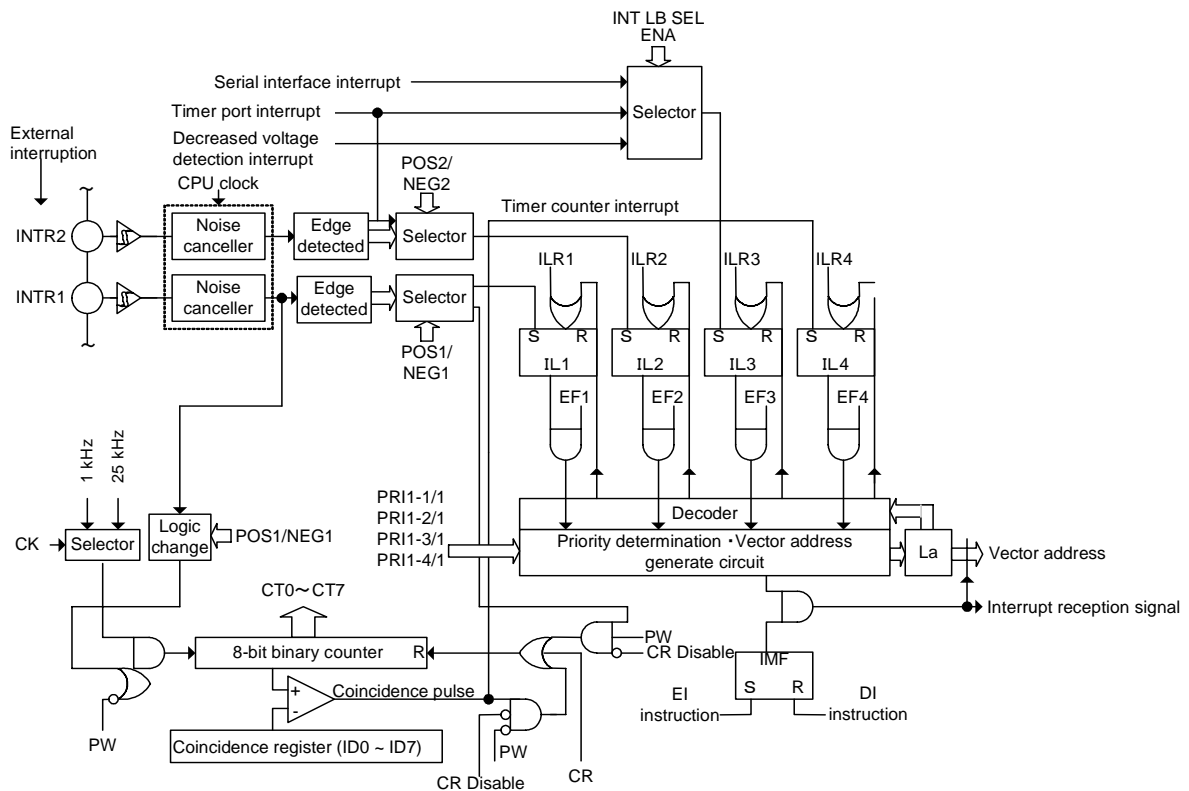 INT LB SEL
ENA
Serial interface interrupt
Selector
Timer port interrupt
External
interruption
Decreased voltage
detection interrupt
CPU clock
POS2/
NEG2
Timer counter interrupt
INTR2
Noise
canceller
Edge
detected
Selector
INTR1
Noise
canceller
Edge
detected
Selector
POS1/
NEG1
ILR1
ILR2
ILR3
ILR4
S R
IL1
S R
IL2
S R
IL3
S R
IL4
EF1
EF2
EF3
EF4
1 kHz
25 kHz
CK
Selector
Logic
change
POS1/NEG1
PRI1-1/1
PRI1-2/1
PRI1-3/1
PRI1-4/1
Decoder
Priority determination ・Vector address
generate circuit
La
Vector address
Interrupt reception signal
CT0～CT7
8-bit binary counter
R
PW
CR Disable
IMF
S R
EI
instruction
DI
instruction
+
-
Coincidence pulse
PW
Coincidence register (ID0 ~ ID7)
PW
CR Disable
CR